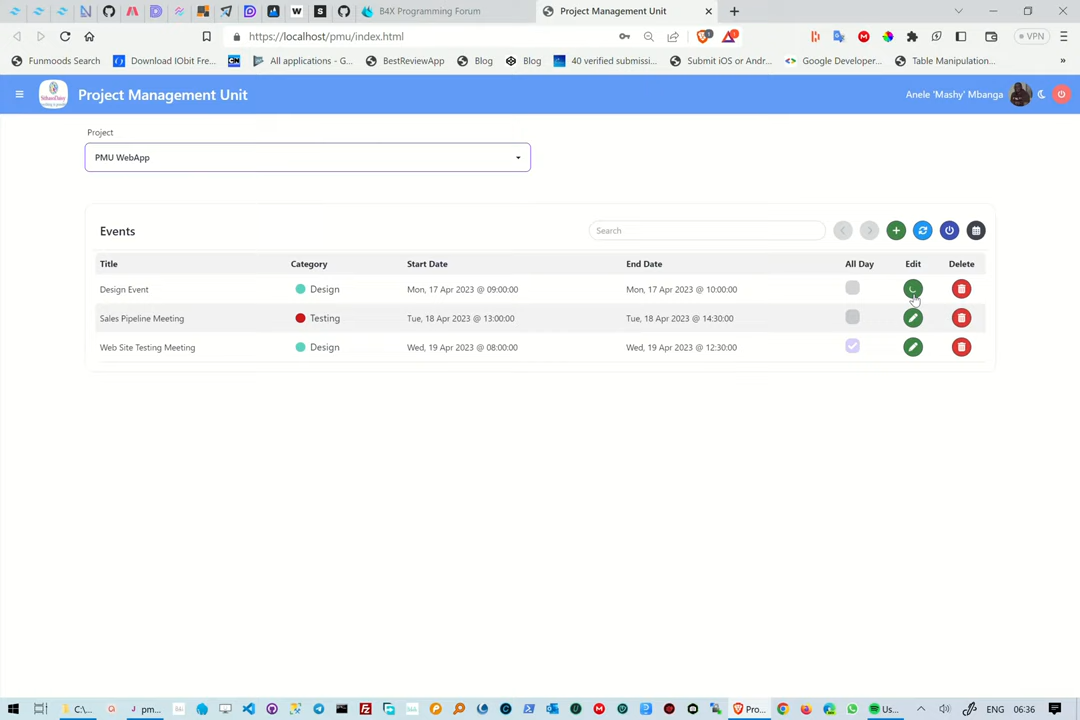 B4X Programming Forum
Project Management Unit
https://localhost/pmu/index.html
VPN
Funmoods Search
Download IObit Fre...
All applications - G...
BestReviewApp
Blog
Blog
40 verified submissi...
Submit iOS or Andr...
Google Developer...
Table Manipulation...
»
Project Management Unit
Anele 'Mashy' Mbanga
Project
PMU WebApp
Events
Search
Title Category Start Date End Date All Day Edit Delete
Design Event Design Mon, 17 Apr 2023 @ 09:00:00 Mon, 17 Apr 2023 @ 10:00:00
Sales Pipeline Meeting Testing Tue, 18 Apr 2023 @ 13:00:00 Tue, 18 Apr 2023 @ 14:30:00
Web Site Testing Meeting Design Wed, 19 Apr 2023 @ 08:00:00 Wed, 19 Apr 2023 @ 12:30:00
C:\...
pm...
Pro...
Us...
ENG
06:36